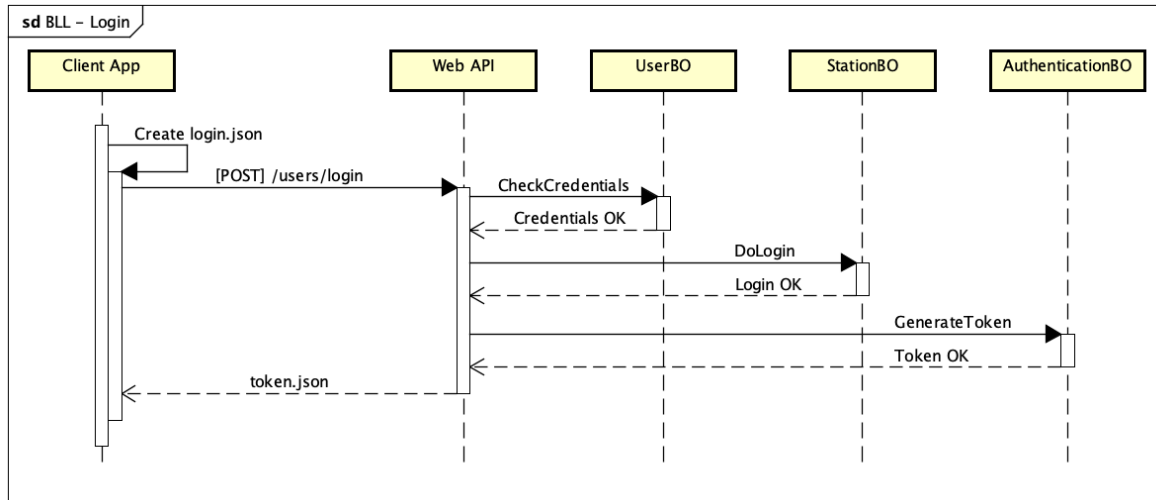 sd BLL – Login
Client App
Web API
UserBO
StationBO
AuthenticationBO
Create login.json
[POST] /users/login
CheckCredentials
Credentials OK
DoLogin
Login OK
GenerateToken
Token OK
token.json